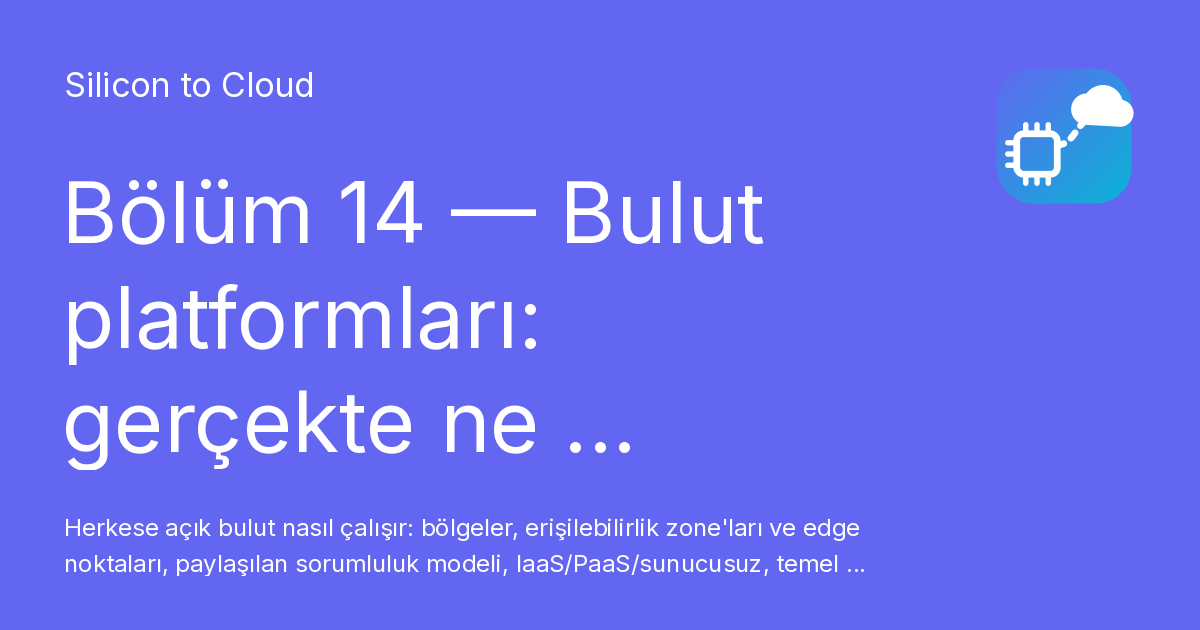 Silicon to Cloud
Bölüm 14 — Bulut
platformları:
gerçekte ne ...
Herkese açık bulut nasıl çalışır: bölgeler, erişilebilirlik zone'ları ve edge
noktaları, paylaşılan sorumluluk modeli, IaaS/PaaS/sunucusuz, temel ...